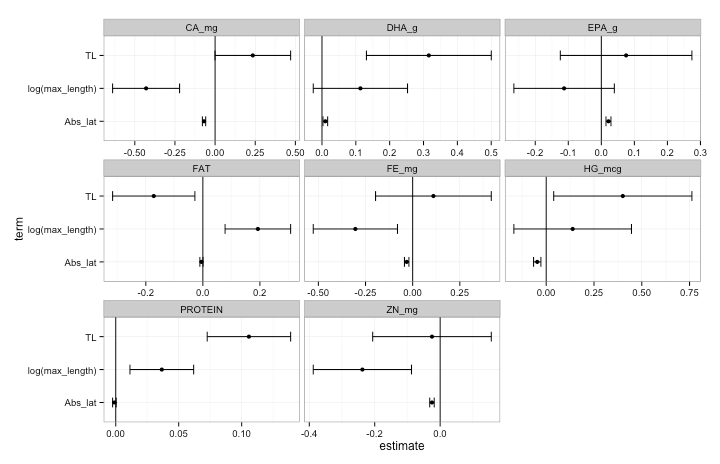 CA_mg DHA_g EPA_g
TL
log(max_length)
Abs_lat
-0.50 -0.25 0.00 0.25 0.50 0.0 0.1 0.2 0.3 0.4 0.5 -0.2 -0.1 0.0 0.1 0.2 0.3
FAT FE_mg HG_mcg
TL
term
log(max_length)
Abs_lat
-0.2 0.0 0.2 -0.50 -0.25 0.00 0.25 0.00 0.25 0.50 0.75
PROTEIN ZN_mg
TL
log(max_length)
Abs_lat
0.00 0.05 0.10 -0.4 -0.2 0.0
estimate